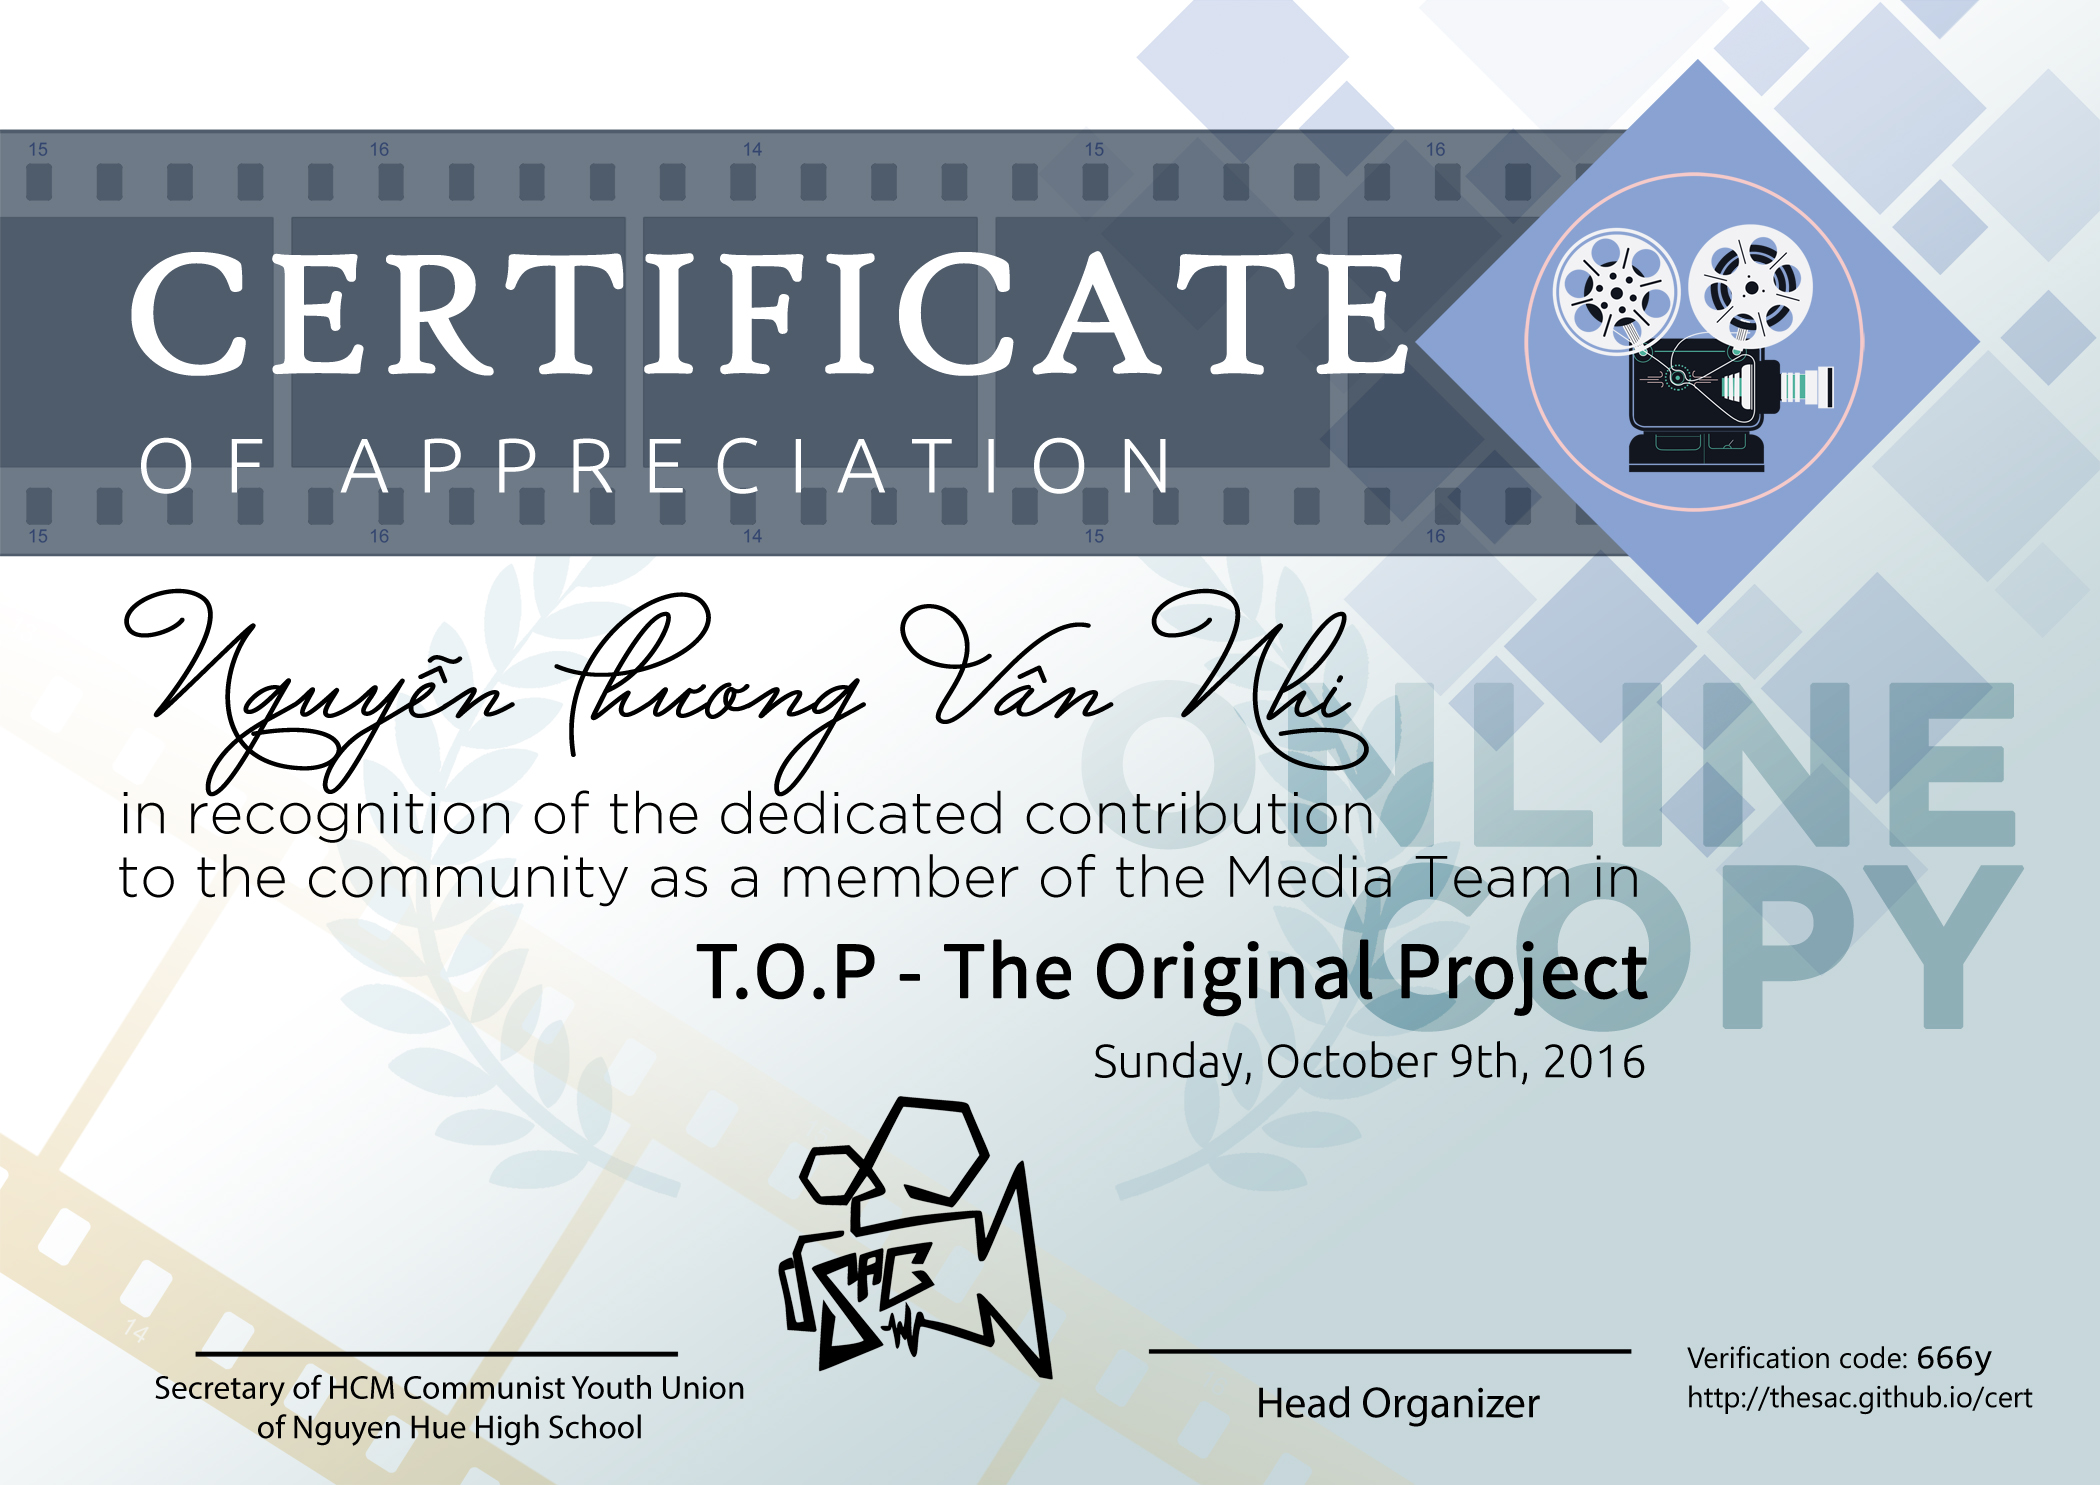 15 16 14 15 16
CERTIFICATE
OF APPRECIATION
15 16 14 15 16
Nguyễn Phương Vân Nhi
in recognition of the dedicated contribution
to the community as a member of the Media Team in
T.O.P - The Original Project
Sunday, October 9th, 2016
ONLINE
COPY
SAC
14
Secretary of HCM Communist Youth Union
of Nguyen Hue High School
Head Organizer
Verification code: 666y
http://thesac.github.io/cert